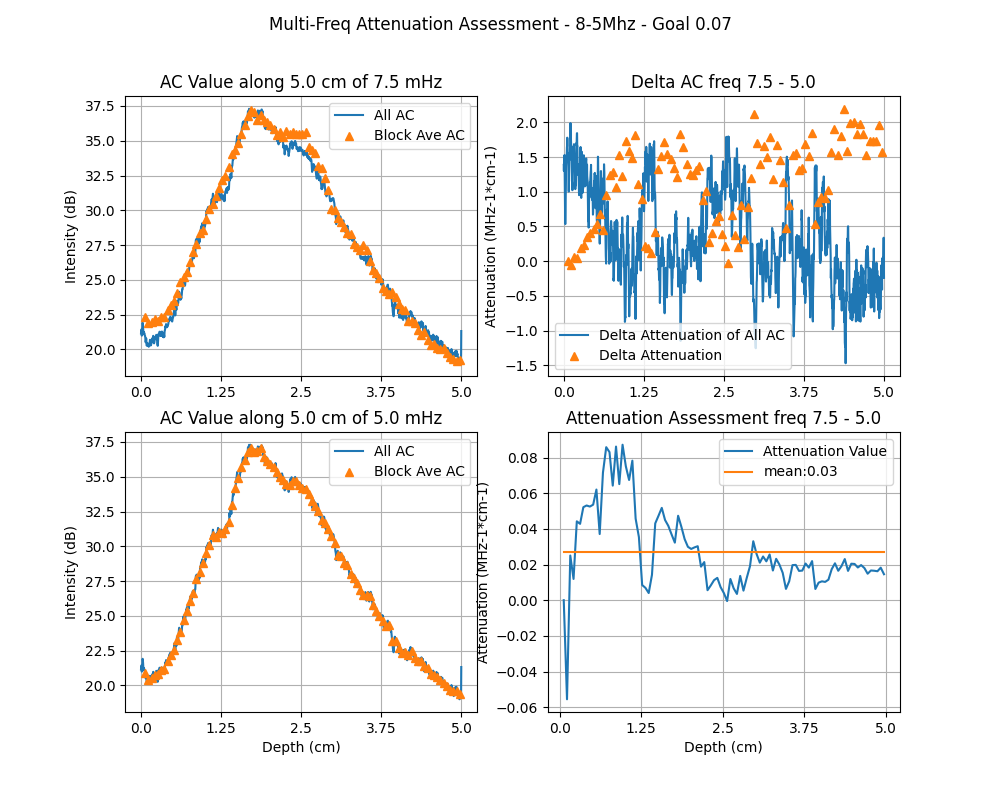 Multi-Freq Attenuation Assessment - 8-5Mhz - Goal 0.07
AC Value along 5.0 cm of 7.5 mHz
Intensity (dB)
37.5
35.0
32.5
30.0
27.5
25.0
22.5
20.0
0.0 1.25 2.5 3.75 5.0
All AC
Block Ave AC
Delta AC freq 7.5 - 5.0
Attenuation (MHz-1*cm-1)
2.0
1.5
1.0
0.5
0.0
−0.5
−1.0
−1.5
0.0 1.25 2.5 3.75 5.0
Delta Attenuation of All AC
Delta Attenuation
AC Value along 5.0 cm of 5.0 mHz
Intensity (dB)
37.5
35.0
32.5
30.0
27.5
25.0
22.5
20.0
0.0 1.25 2.5 3.75 5.0
Depth (cm)
All AC
Block Ave AC
Attenuation Assessment freq 7.5 - 5.0
Attenuation (MHz-1*cm-1)
0.08
0.06
0.04
0.02
0.00
−0.02
−0.04
−0.06
0.0 1.25 2.5 3.75 5.0
Depth (cm)
Attenuation Value
mean:0.03